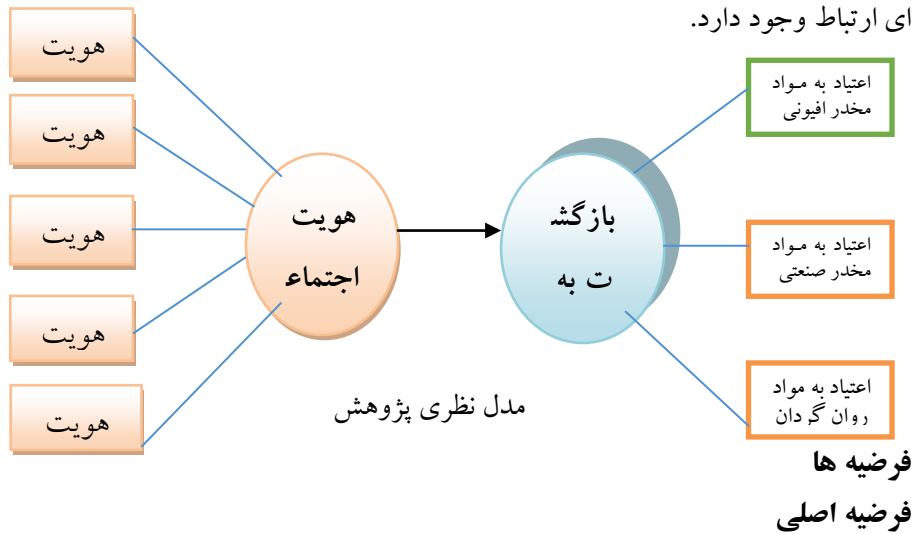 ای ارتباط وجود دارد.
اعتیاد به مواد
مخدر افیونی
اعتیاد به مواد
مخدر صنعتی
اعتیاد به مواد
روان گردان
بازگش
ت به
هویت
اجتماع
هویت
هویت
هویت
هویت
هویت
مدل نظری پژوهش
فرضیه ها
فرضیه اصلی